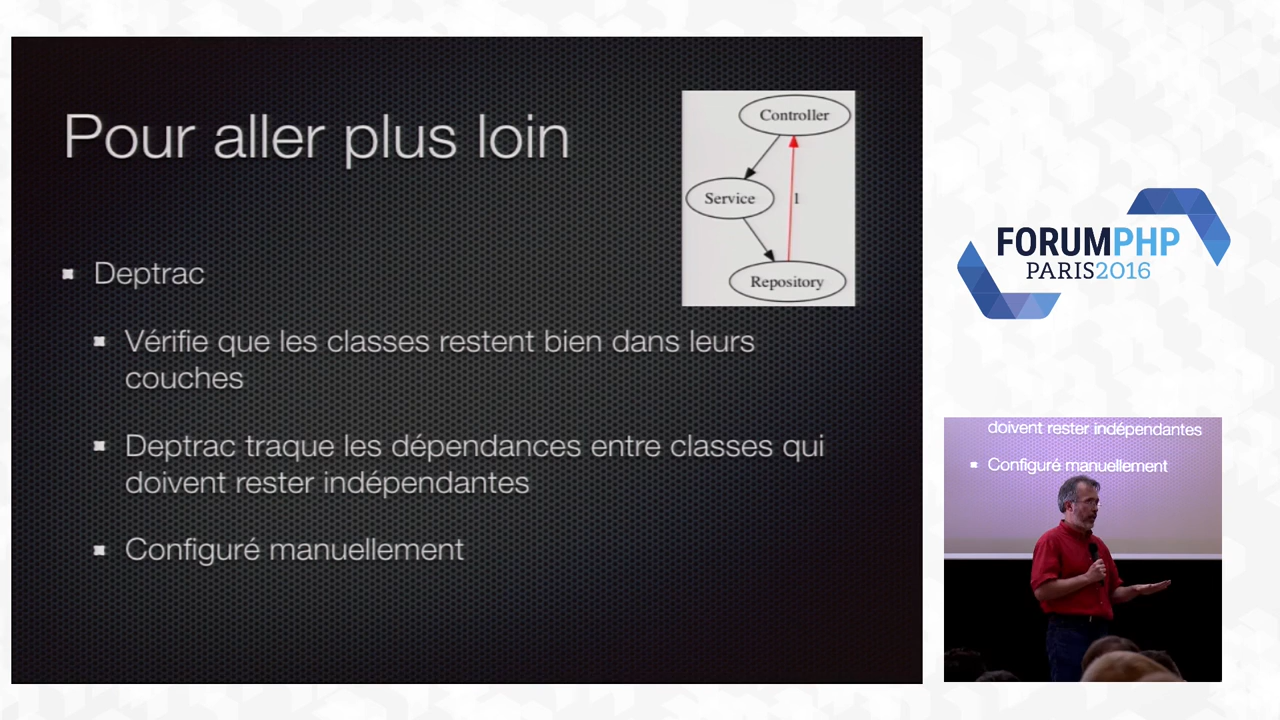 Pour aller plus loin
Controller
Service
1
Repository
Deptrac
Vérifie que les classes restent bien dans leurs
couches
Deptrac traque les dépendances entre classes qui
doivent rester indépendantes
Configuré manuellement
FORUMPHP
PARIS2016
doivent rester indépendantes
Configuré manuellement